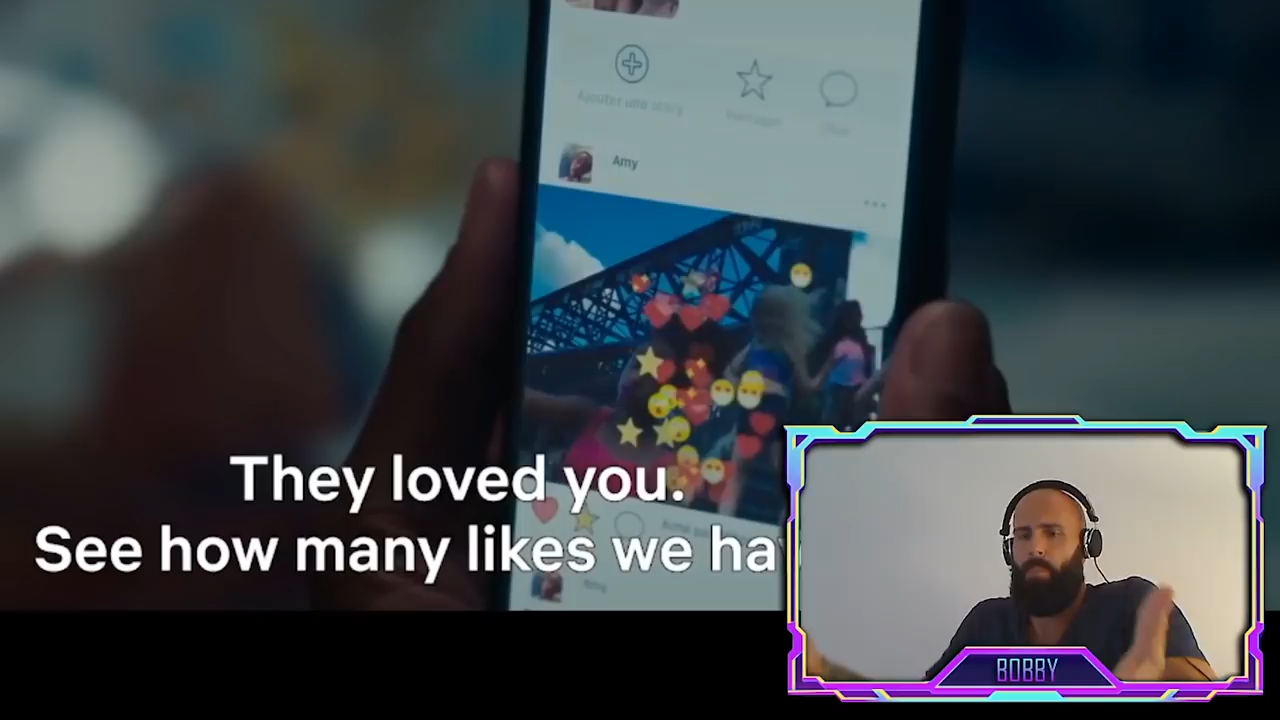 Ajouter une story
Amy
They loved you.
See how many likes we ha
BOBBY